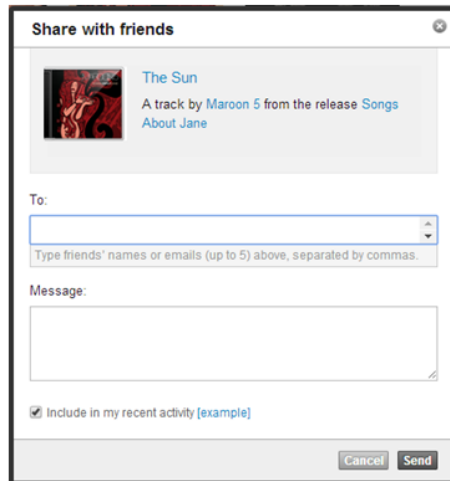 Share with friends
The Sun
A track by Maroon 5 from the release Songs
About Jane
To:
Type friends' names or emails (up to 5) above, separated by commas.
Message:
Include in my recent activity [example]
Cancel Send